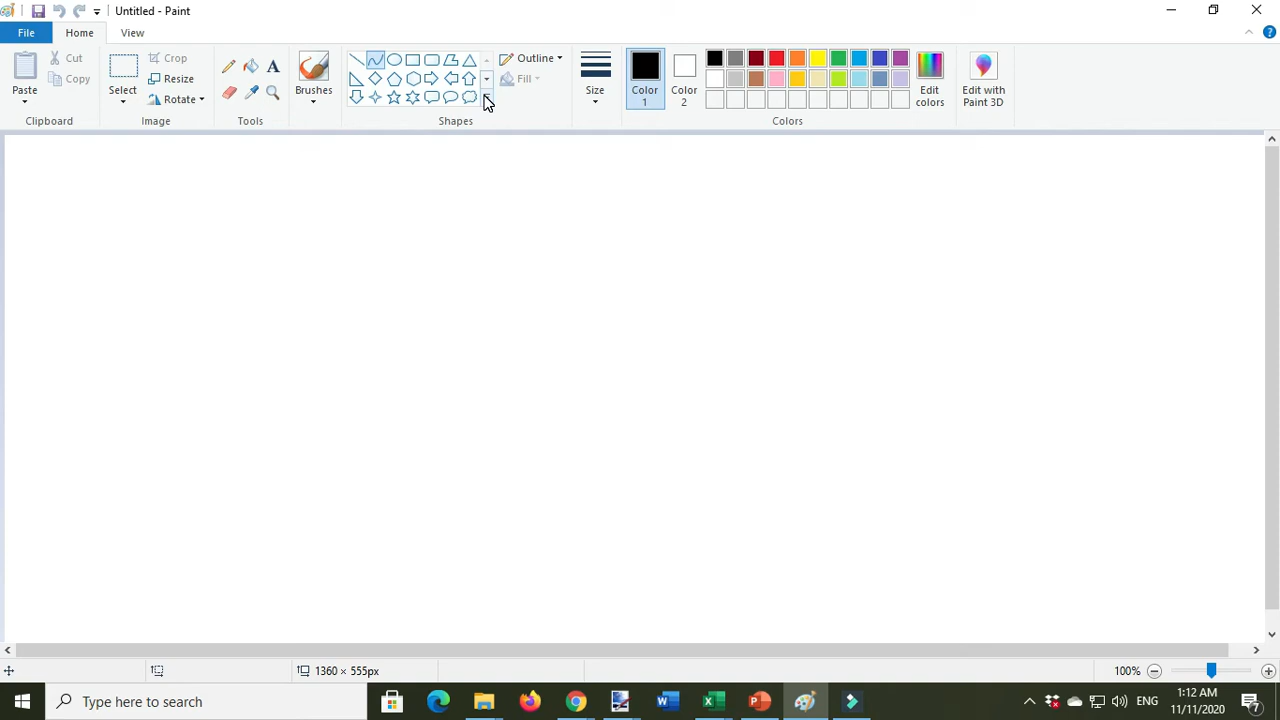 Untitled - Paint
File Home View
Paste
Cut
Copy
Clipboard
Select
Crop
Resize
Rotate
Image
A
Tools
Brushes
Shapes
Outline
Fill
Size
Color 1
Color 2
Edit colors
Colors
Edit with Paint 3D
1360 × 555px
100%
Type here to search
ENG
1:12 AM
11/11/2020
7